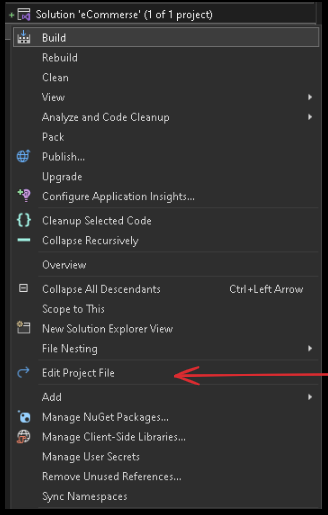 Solution 'eCommerse' (1 of 1 project)
Build
Rebuild
Clean
View
Analyze and Code Cleanup
Pack
Publish...
Upgrade
Configure Application Insights...
Cleanup Selected Code
Collapse Recursively
Overview
Collapse All Descendants Ctrl+Left Arrow
Scope to This
New Solution Explorer View
File Nesting
Edit Project File
Add
Manage NuGet Packages...
Manage Client-Side Libraries...
Manage User Secrets
Remove Unused References...
Sync Namespaces